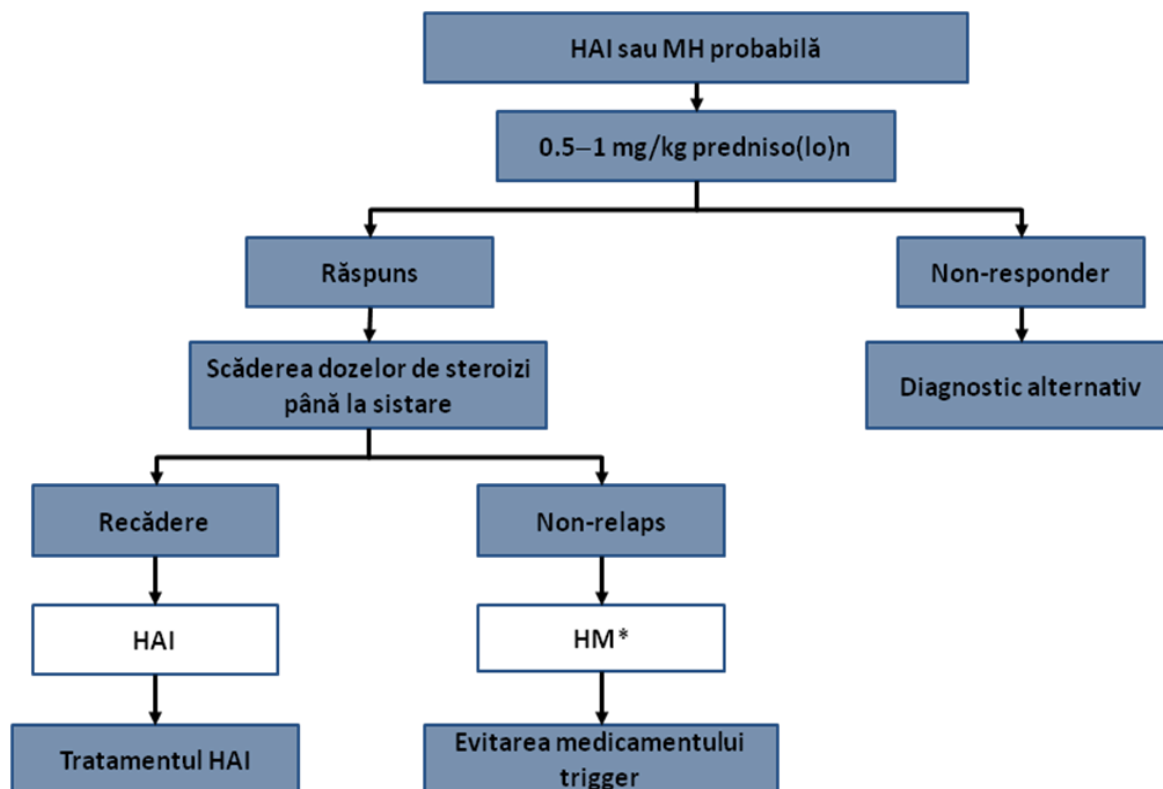 HAI sau MH probabilă
0.5–1 mg/kg predniso(lo)n
Răspuns
Non-responder
Scăderea dozelor de steroizi
până la sistare
Diagnostic alternativ
Recădere
Non-relaps
HAI
HM*
Tratamentul HAI
Evitarea medicamentului
trigger